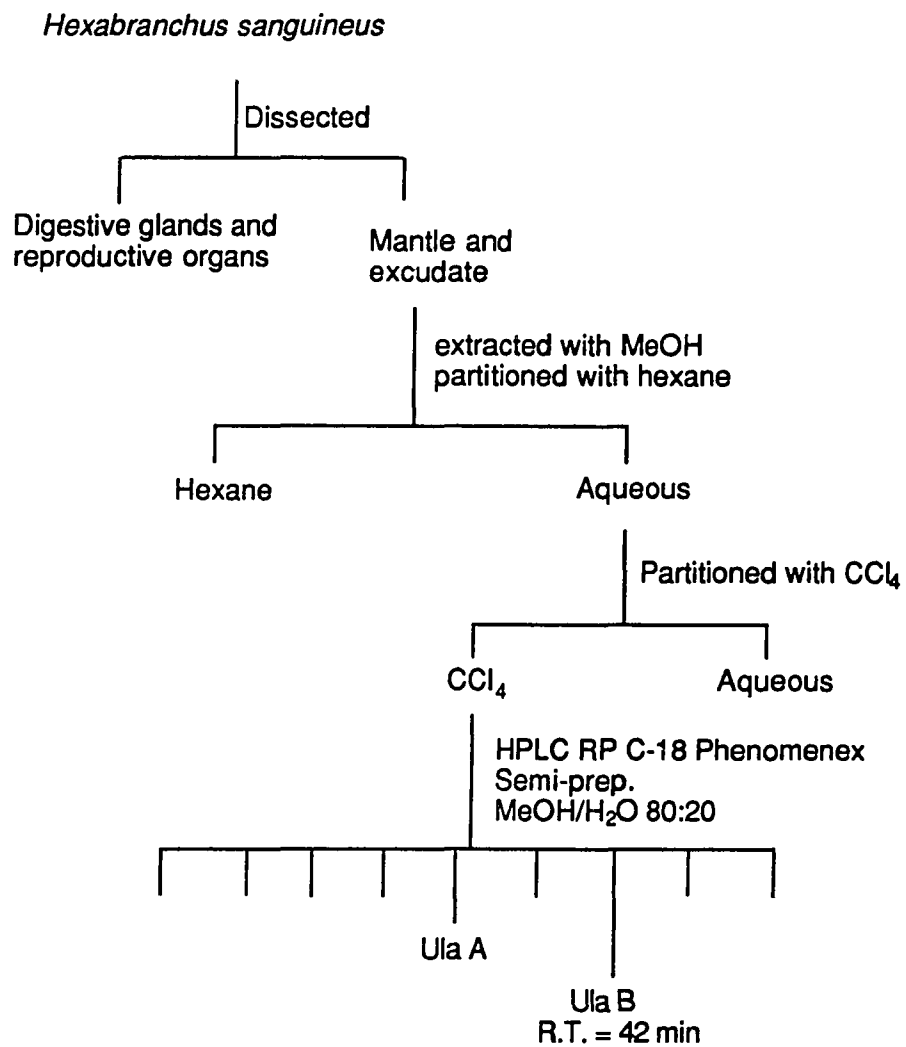 Hexabranchus sanguineus
Dissected
Digestive glands and
reproductive organs
Mantle and
excudate
extracted with MeOH
partitioned with hexane
Hexane
Aqueous
Partitioned with CCl₄
CCl₄
Aqueous
HPLC RP C-18 Phenomenex
Semi-prep.
MeOH/H₂O 80:20
Ula A
Ula B
R.T. = 42 min